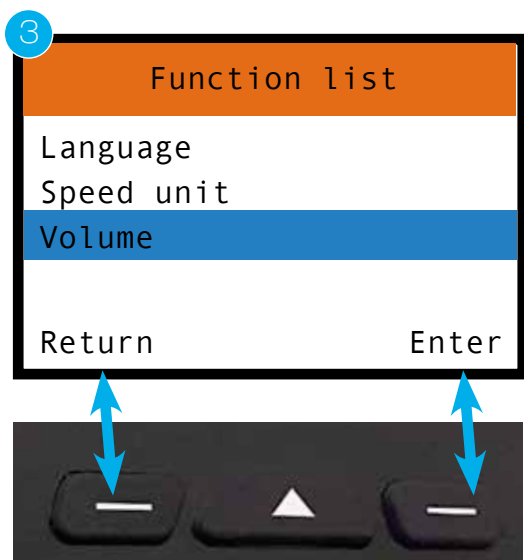 3
Function list
Language
Speed unit
Volume
Return
Enter